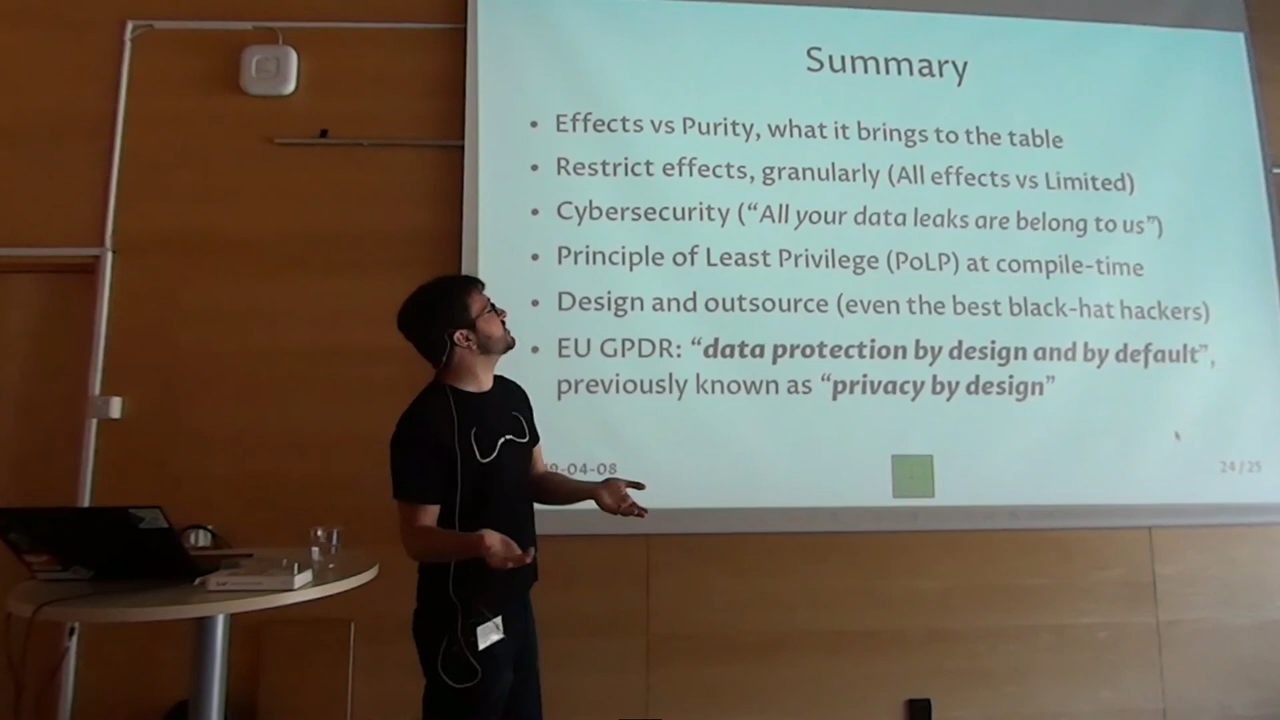 Summary
• Effects vs Purity, what it brings to the table
• Restrict effects, granularly (All effects vs Limited)
• Cybersecurity (“All your data leaks are belong to us”)
• Principle of Least Privilege (PoLP) at compile-time
• Design and outsource (even the best black-hat hackers)
• EU GPDR: “data protection by design and by default”,
previously known as “privacy by design”
19-04-08
24 / 25